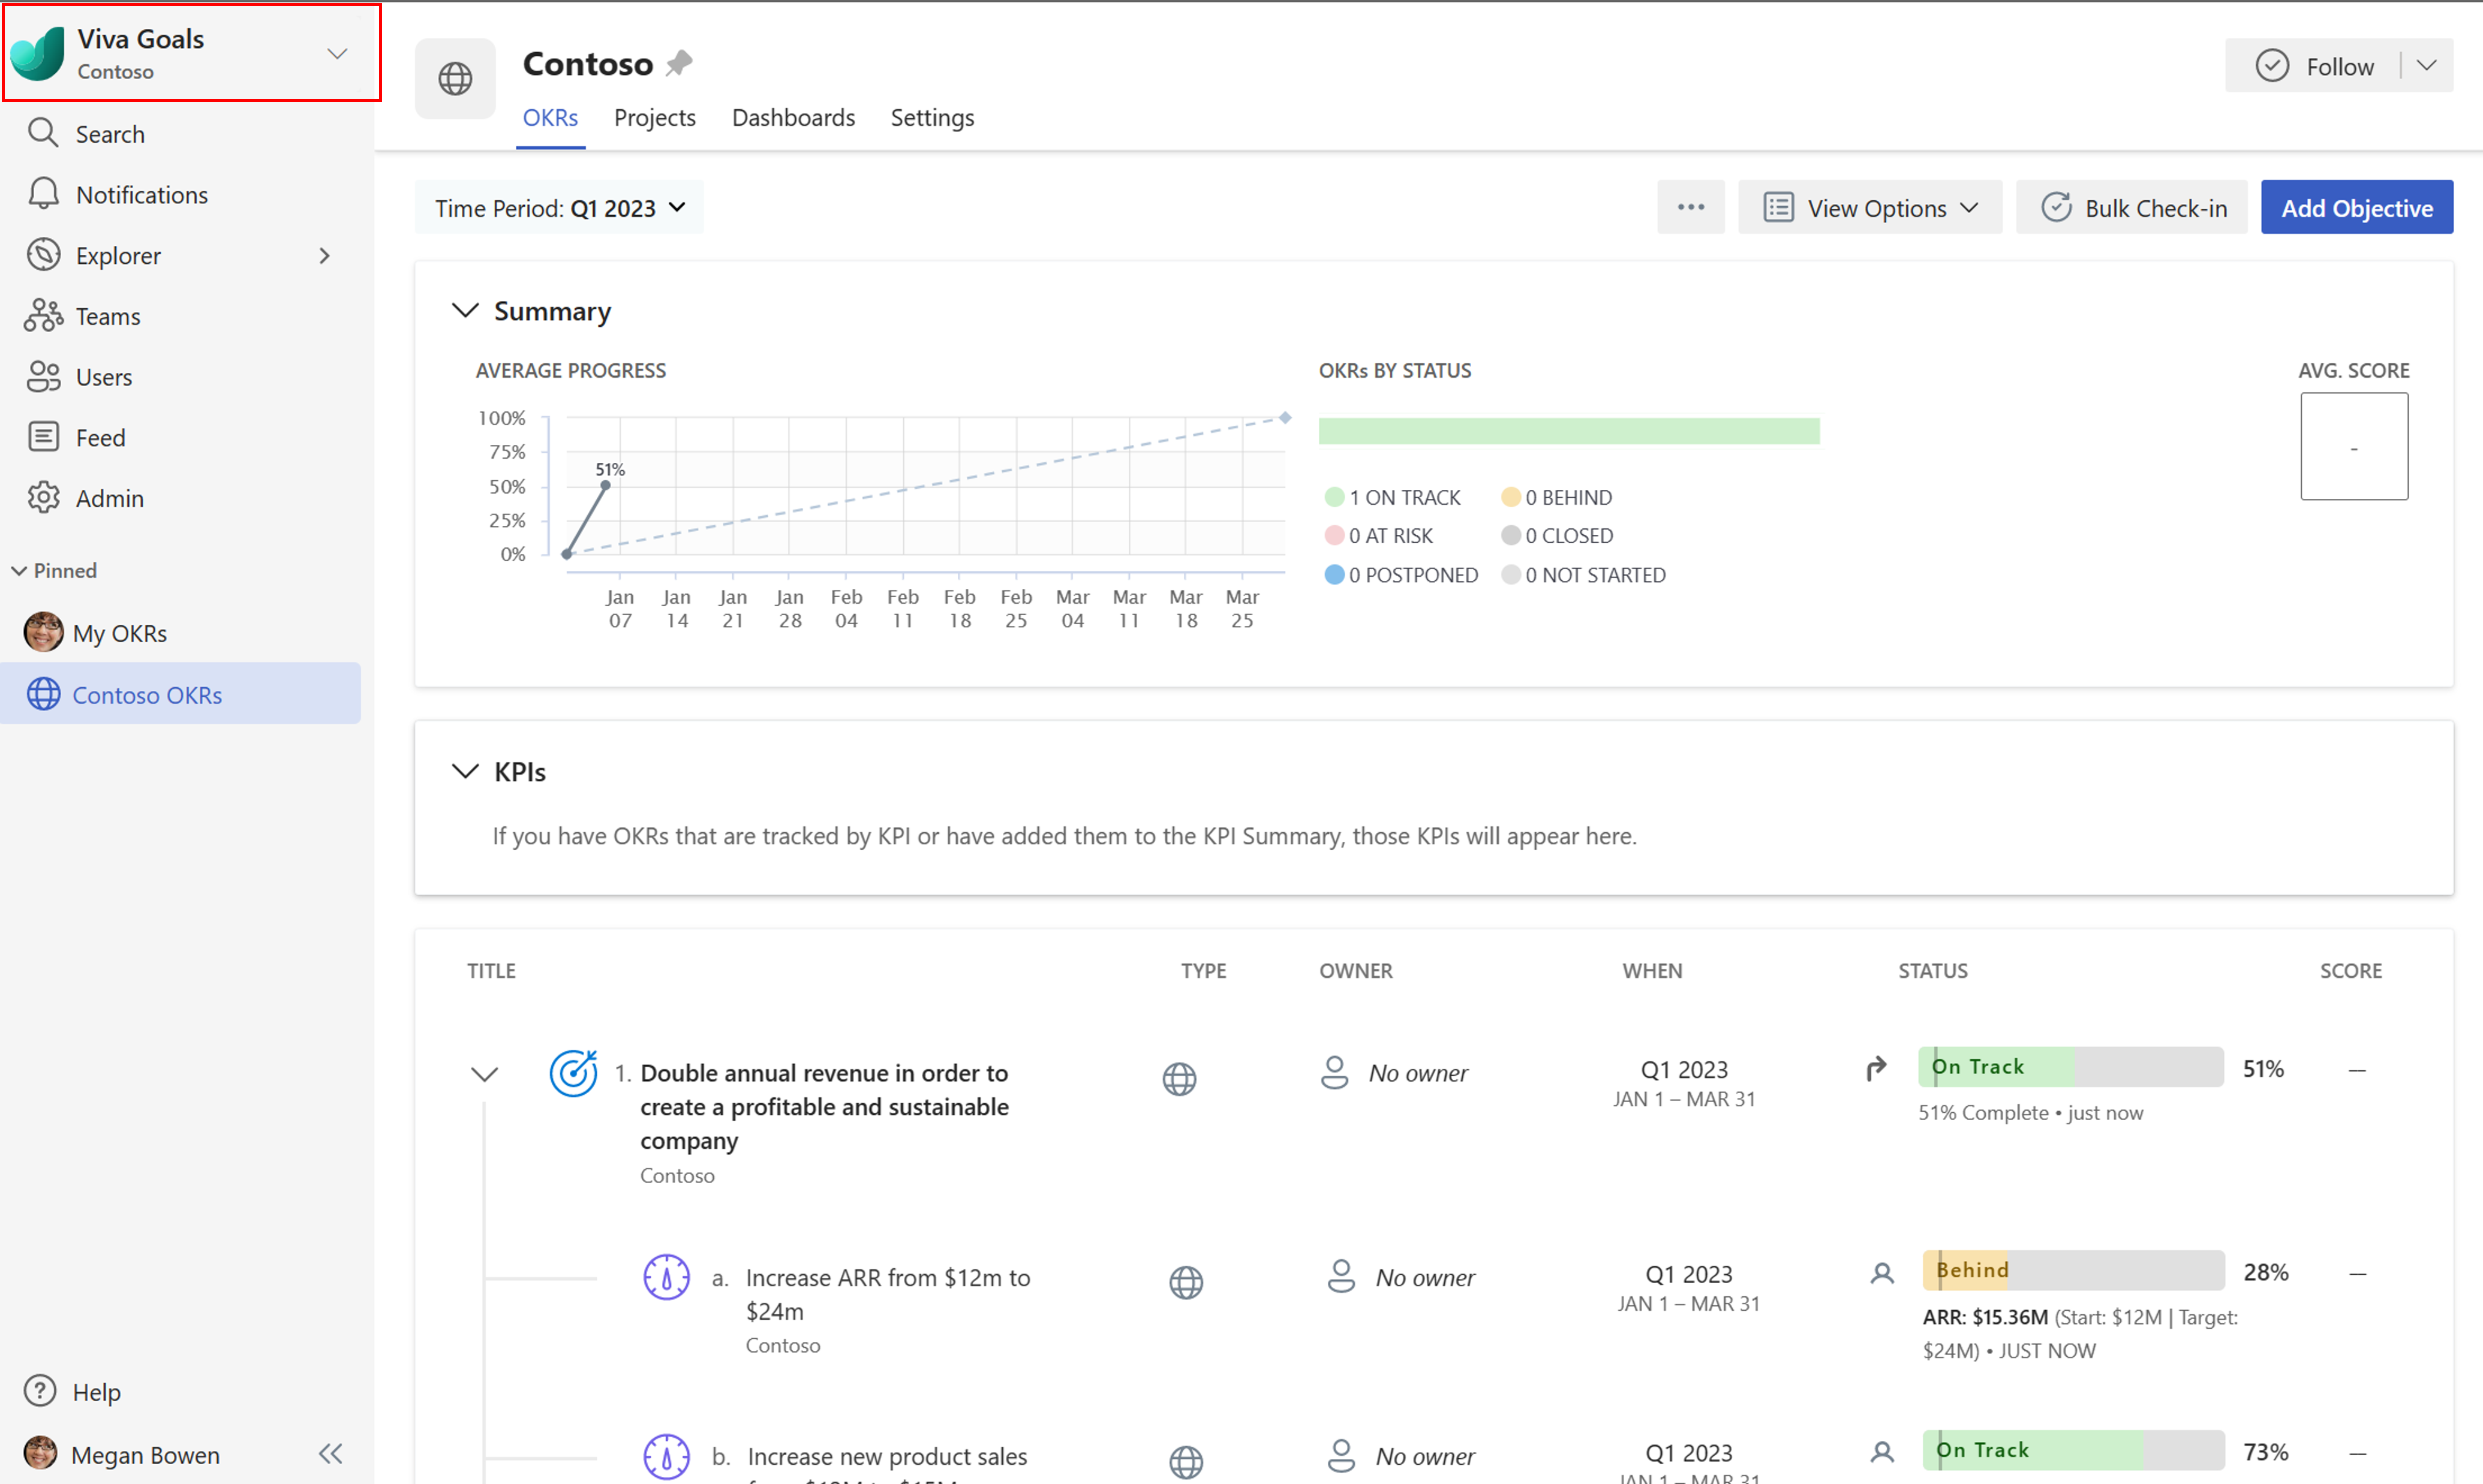 Viva Goals
Contoso
Search
Notifications
Explorer
Teams
Users
Feed
Admin
Pinned
My OKRs
Contoso OKRs
Help
Megan Bowen
Contoso
Follow
OKRs Projects Dashboards Settings
Time Period: Q1 2023
View Options
Bulk Check-in
Add Objective
Summary
AVERAGE PROGRESS
100%
75%
50%
25%
0%
51%
Jan 07
Jan 14
Jan 21
Jan 28
Feb 04
Feb 11
Feb 18
Feb 25
Mar 04
Mar 11
Mar 18
Mar 25
OKRs BY STATUS
1 ON TRACK
0 BEHIND
0 AT RISK
0 CLOSED
0 POSTPONED
0 NOT STARTED
AVG. SCORE
-
KPIs
If you have OKRs that are tracked by KPI or have added them to the KPI Summary, those KPIs will appear here.
TITLE TYPE OWNER WHEN STATUS SCORE
1. Double annual revenue in order to
create a profitable and sustainable
company
Contoso
No owner
Q1 2023
JAN 1 – MAR 31
On Track
51%
—
51% Complete • just now
a. Increase ARR from $12m to
$24m
Contoso
No owner
Q1 2023
JAN 1 – MAR 31
Behind
28%
—
ARR: $15.36M (Start: $12M | Target:
$24M) • JUST NOW
b. Increase new product sales
No owner
Q1 2023
JAN 1 – MAR 31
On Track
73%
—